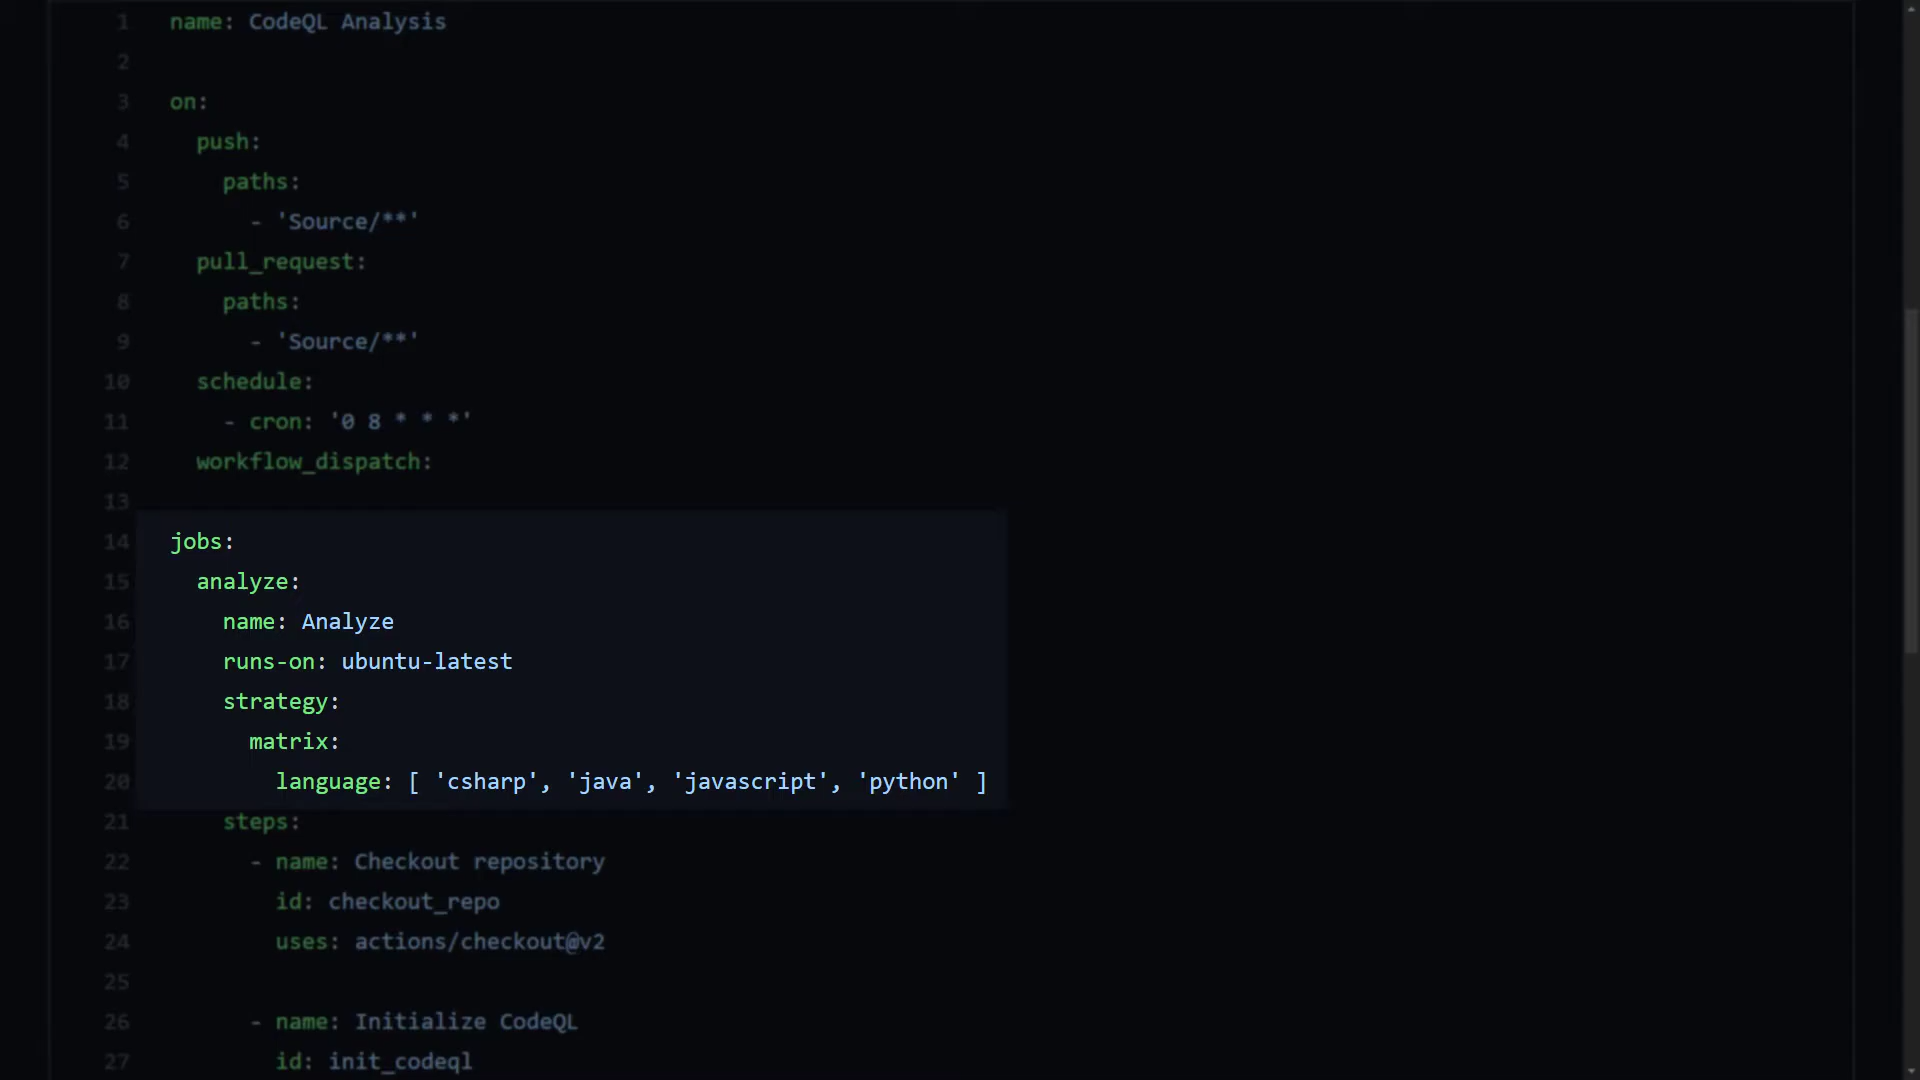 1 name: CodeQL Analysis
2
3 on:
4   push:
5     paths:
6       - 'Source/**'
7   pull_request:
8     paths:
9       - 'Source/**'
10   schedule:
11     - cron: '0 8 * * *'
12   workflow_dispatch:
13
14 jobs:
15   analyze:
16     name: Analyze
17     runs-on: ubuntu-latest
18     strategy:
19       matrix:
20         language: [ 'csharp', 'java', 'javascript', 'python' ]
21     steps:
22       - name: Checkout repository
23         id: checkout_repo
24         uses: actions/checkout@v2
25
26       - name: Initialize CodeQL
27         id: init_codeql